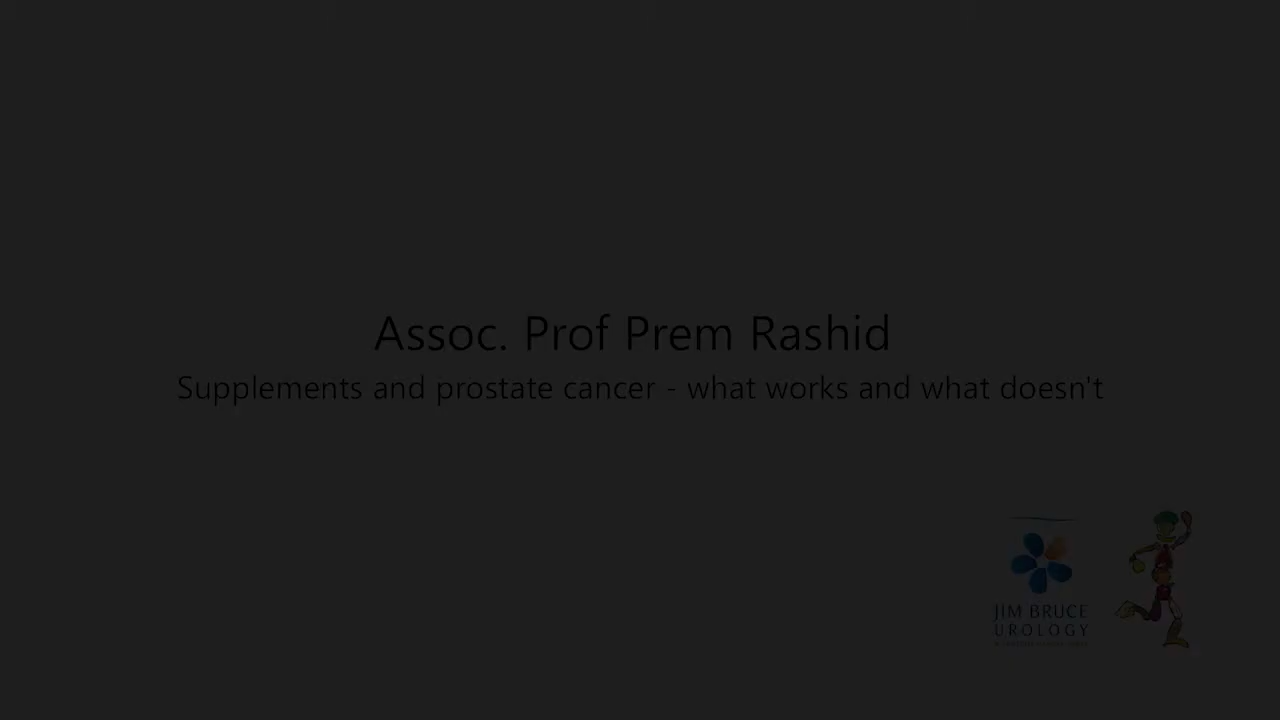 Assoc. Prof Prem Rashid
Supplements and prostate cancer - what works and what doesn't
JIM BRUCE
UROLOGY